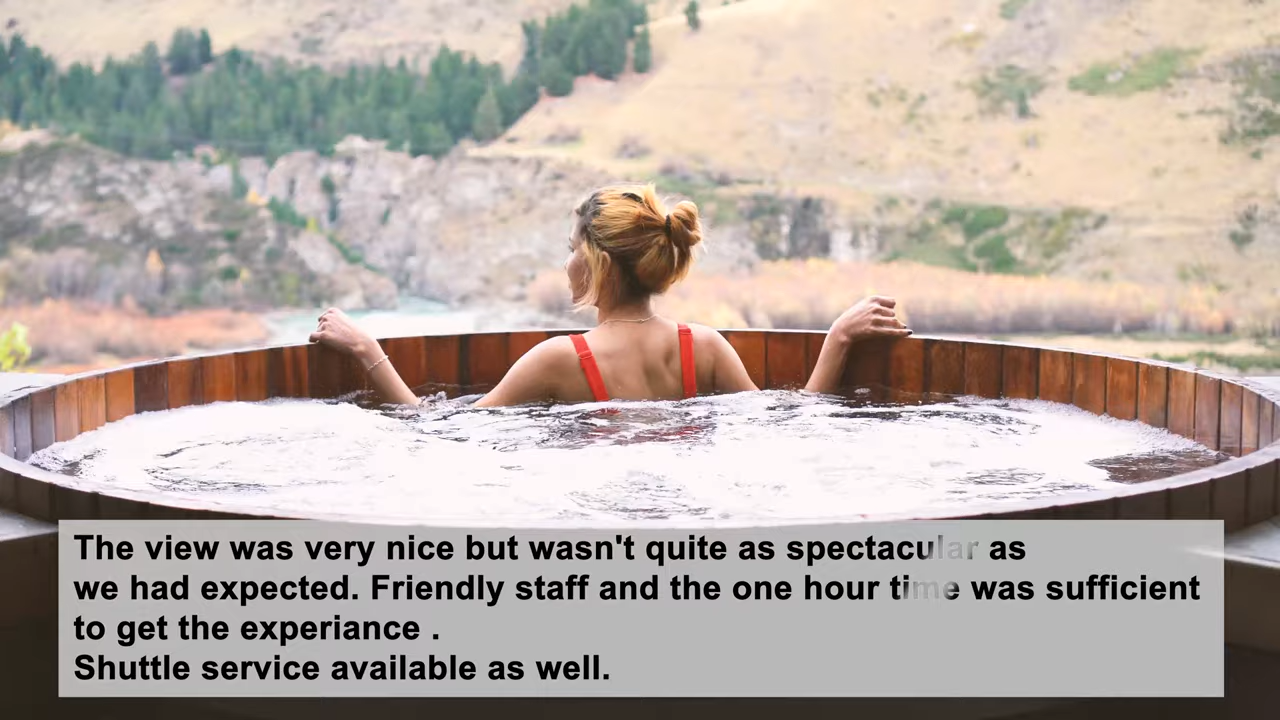 The view was very nice but wasn't quite as spectacular as
we had expected. Friendly staff and the one hour time was sufficient
to get the experiance .
Shuttle service available as well.